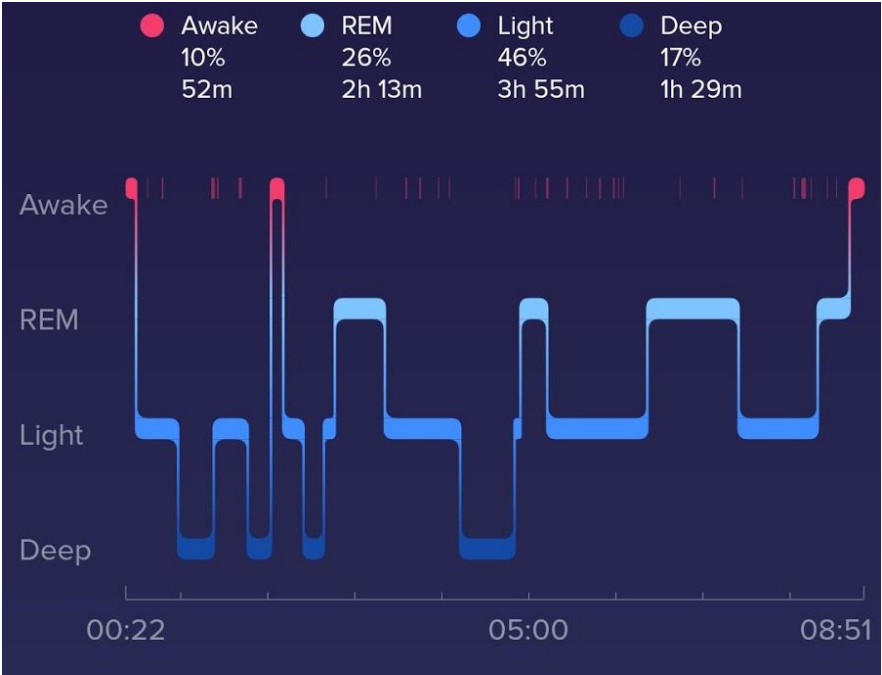 Awake REM Light Deep
10% 26% 46% 17%
52m 2h 13m 3h 55m 1h 29m
Awake
REM
Light
Deep
00:22 05:00 08:51